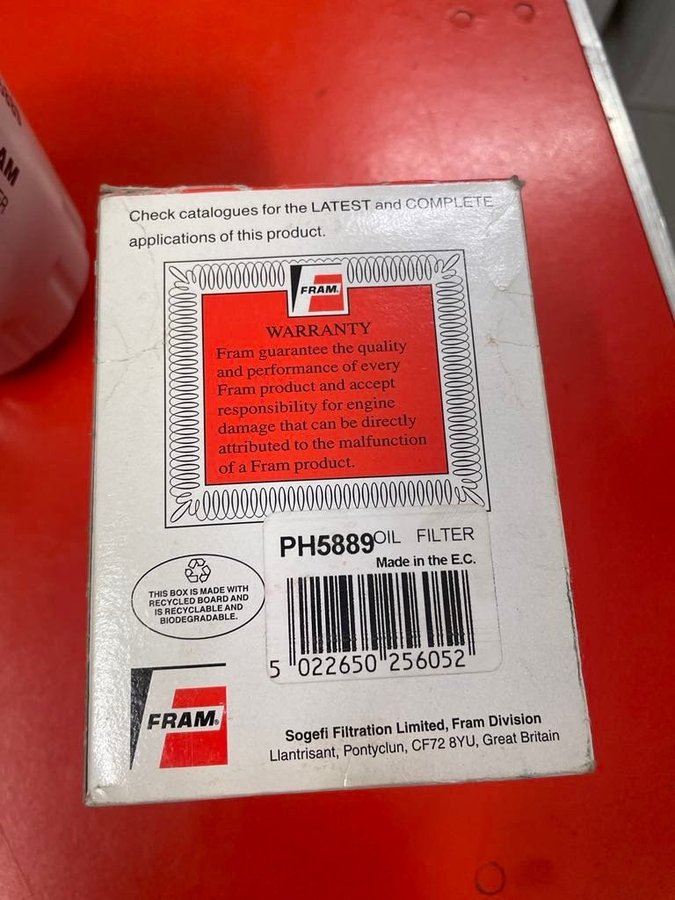 Check catalogues for the LATEST and COMPLETE
applications of this product.
FRAM
WARRANTY
Fram guarantee the quality
and performance of every
Fram product and accept
responsibility for engine
damage that can be directly
attributed to the malfunction
of a Fram product.
PH5889 OIL FILTER
Made in the E.C.
THIS BOX IS MADE WITH
RECYCLED BOARD AND
IS RECYCLABLE AND
BIODEGRADABLE.
5 022650 256052
FRAM®
Sogefi Filtration Limited, Fram Division
Llantrisant, Pontyclun, CF72 8YU, Great Britain